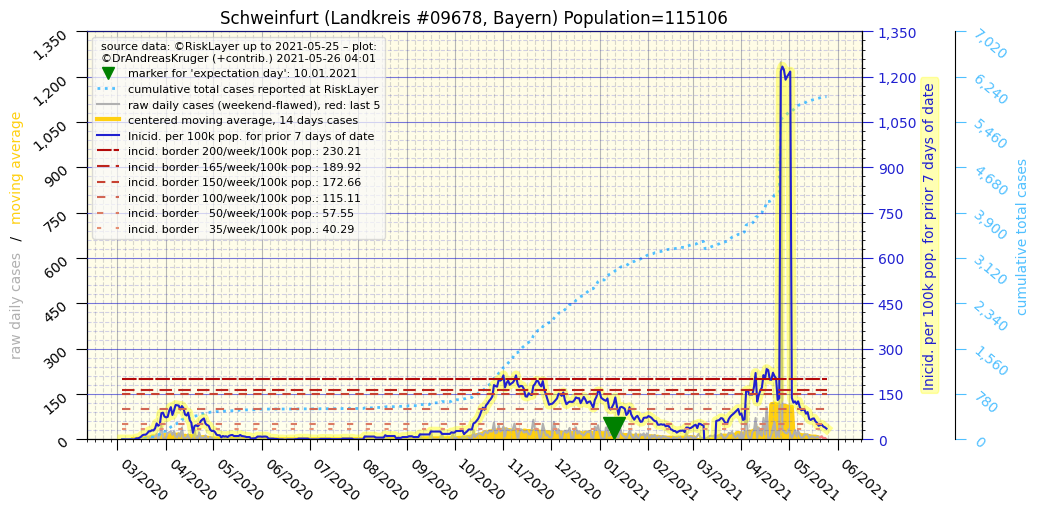 Schweinfurt (Landkreis #09678, Bayern) Population=115106
source data: ©RiskLayer up to 2021-05-25 – plot:
©DrAndreasKruger (+contrib.) 2021-05-26 04:01
marker for 'expectation day': 10.01.2021
cumulative total cases reported at RiskLayer
raw daily cases (weekend-flawed), red: last 5
centered moving average, 14 days cases
Inicid. per 100k pop. for prior 7 days of date
incid. border 200/week/100k pop.: 230.21
incid. border 165/week/100k pop.: 189.92
incid. border 150/week/100k pop.: 172.66
incid. border 100/week/100k pop.: 115.11
incid. border   50/week/100k pop.: 57.55
incid. border   35/week/100k pop.: 40.29
raw daily cases   /   moving average
1,350
1,200
1,050
900
750
600
450
300
150
0
03/2020
04/2020
05/2020
06/2020
07/2020
08/2020
09/2020
10/2020
11/2020
12/2020
01/2021
02/2021
03/2021
04/2021
05/2021
06/2021
1,350
1,200
1,050
900
750
600
450
300
150
0
Inicid. per 100k pop. for prior 7 days of date
7,020
6,240
5,460
4,680
3,900
3,120
2,340
1,560
780
0
cumulative total cases